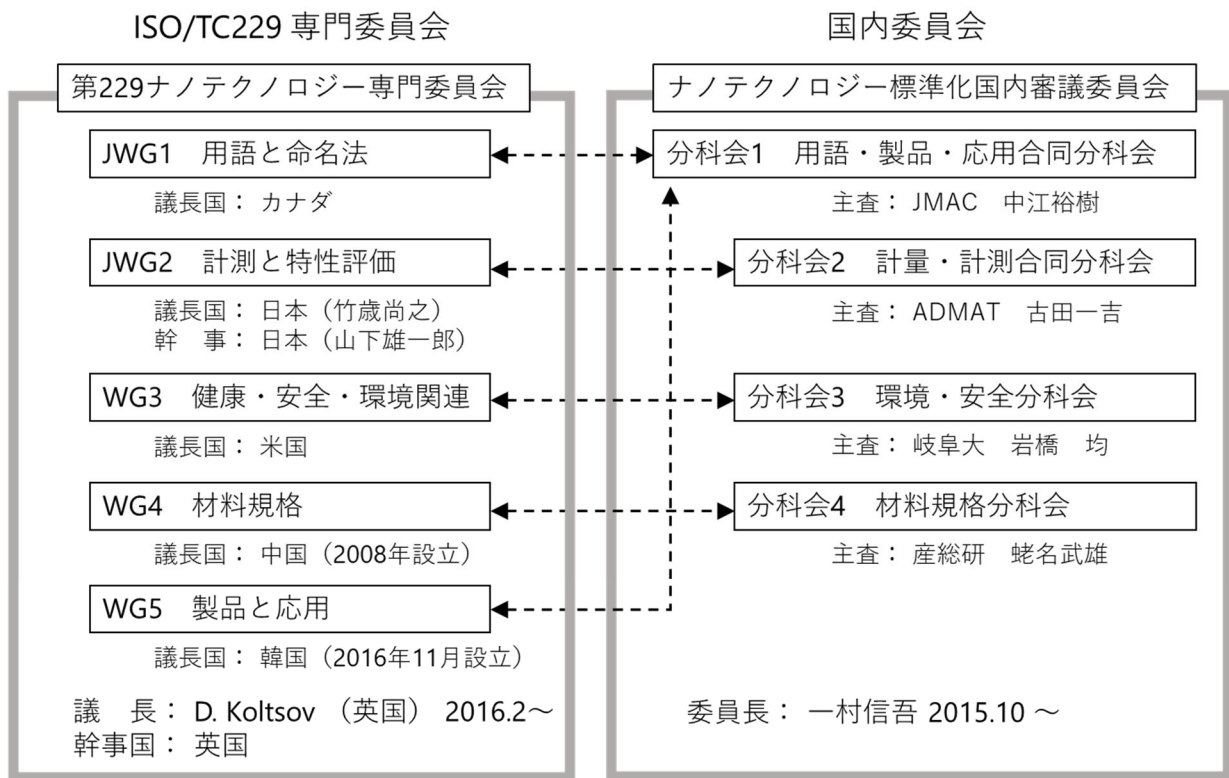 ISO/TC229 専門委員会
第229ナノテクノロジー専門委員会
JWG1 用語と命名法
議長国： カナダ
JWG2 計測と特性評価
議長国： 日本（竹歳尚之）
幹　事： 日本（山下雄一郎）
WG3 健康・安全・環境関連
議長国： 米国
WG4 材料規格
議長国： 中国（2008年設立）
WG5 製品と応用
議長国： 韓国（2016年11月設立）
議　長： D. Koltsov （英国） 2016.2～
幹事国： 英国
国内委員会
ナノテクノロジー標準化国内審議委員会
分科会1 用語・製品・応用合同分科会
主査： JMAC 中江裕樹
分科会2 計量・計測合同分科会
主査： ADMAT 古田一吉
分科会3 環境・安全分科会
主査： 岐阜大 岩橋　均
分科会4 材料規格分科会
主査： 産総研 蛯名武雄
委員長： 一村信吾 2015.10 ～